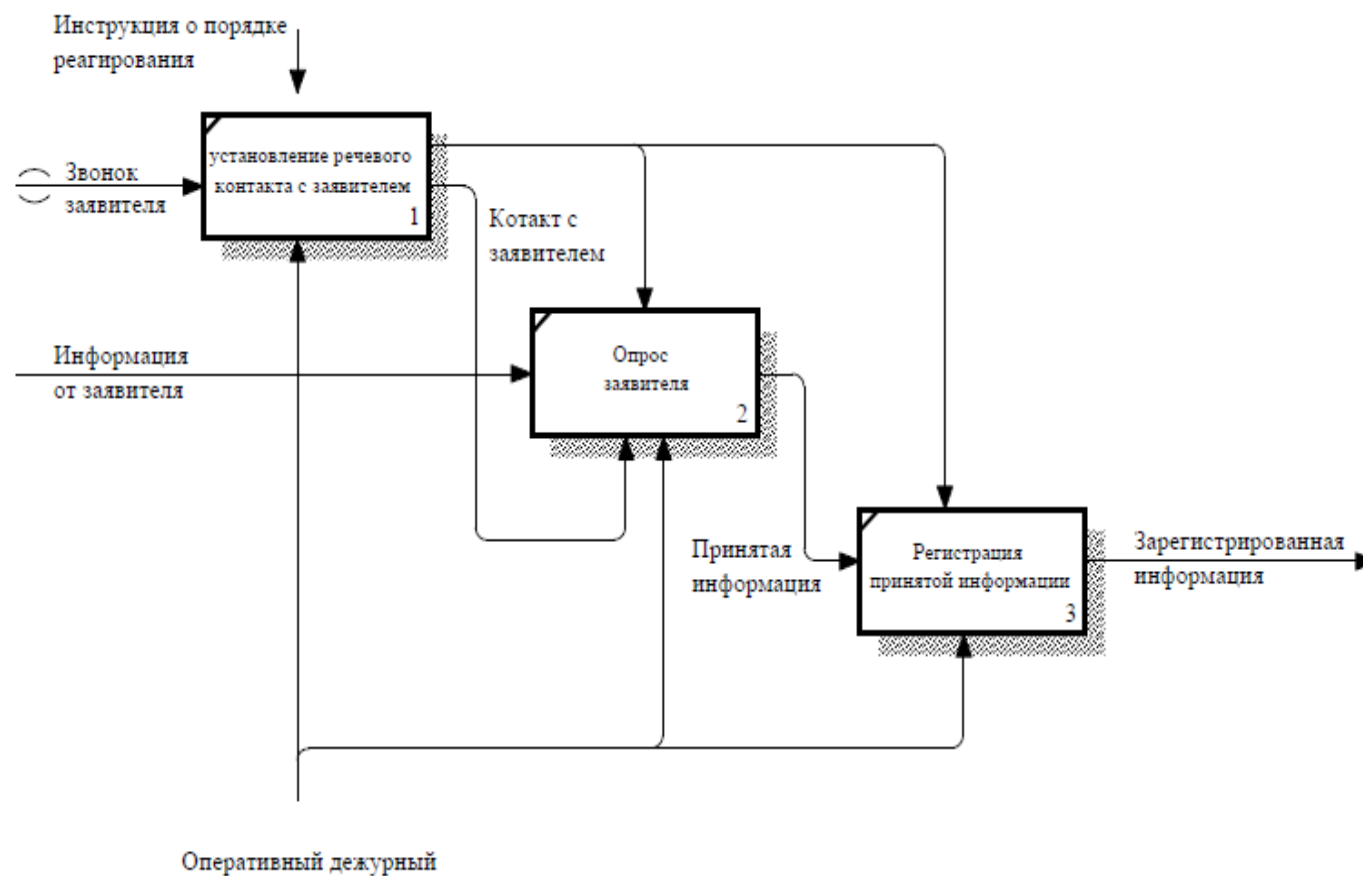 Инструкция о порядке
реагирования
установление речевого
контакта с заявителем
1
Звонок
заявителя
Котакт с
заявителем
Информация
от заявителя
Опрос
заявителя
2
Принятая
информация
Регистрация
принятой информации
3
Зарегистрированная
информация
Оперативный дежурный